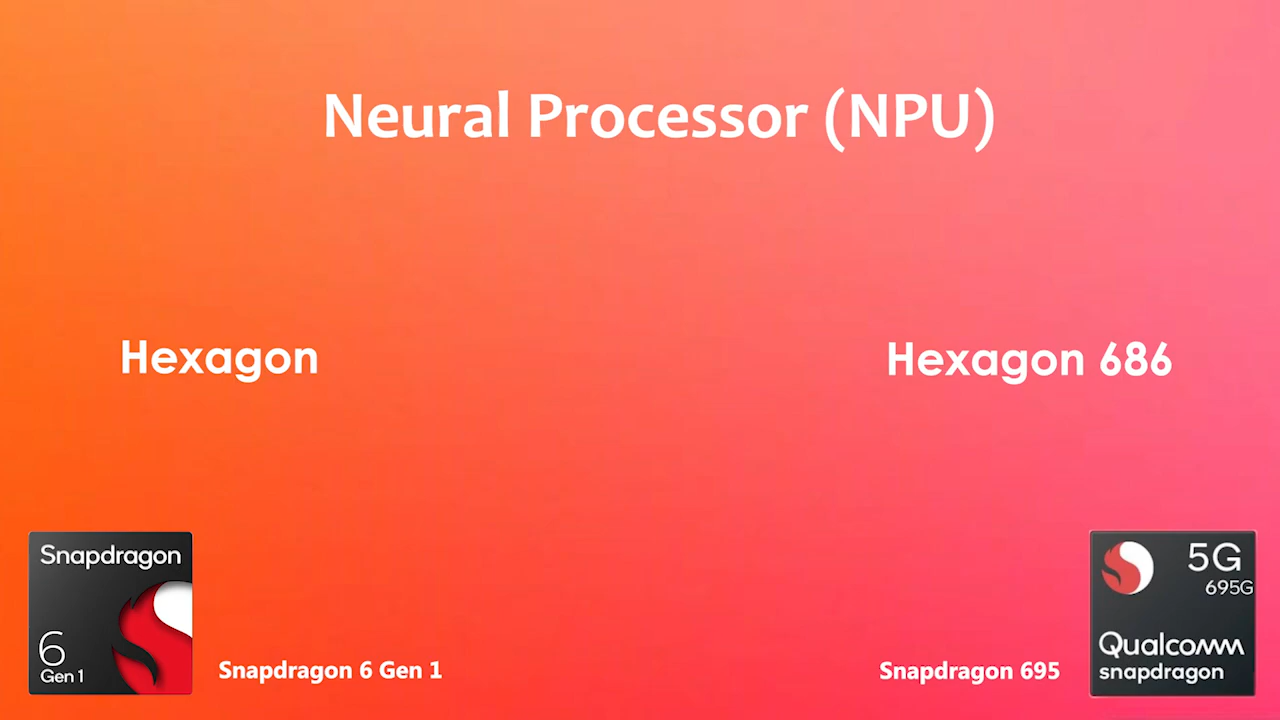 Neural Processor (NPU)
Hexagon
Hexagon 686
Snapdragon
6
Gen 1
Snapdragon 6 Gen 1
Snapdragon 695
5G
695G
Qualcomm
snapdragon